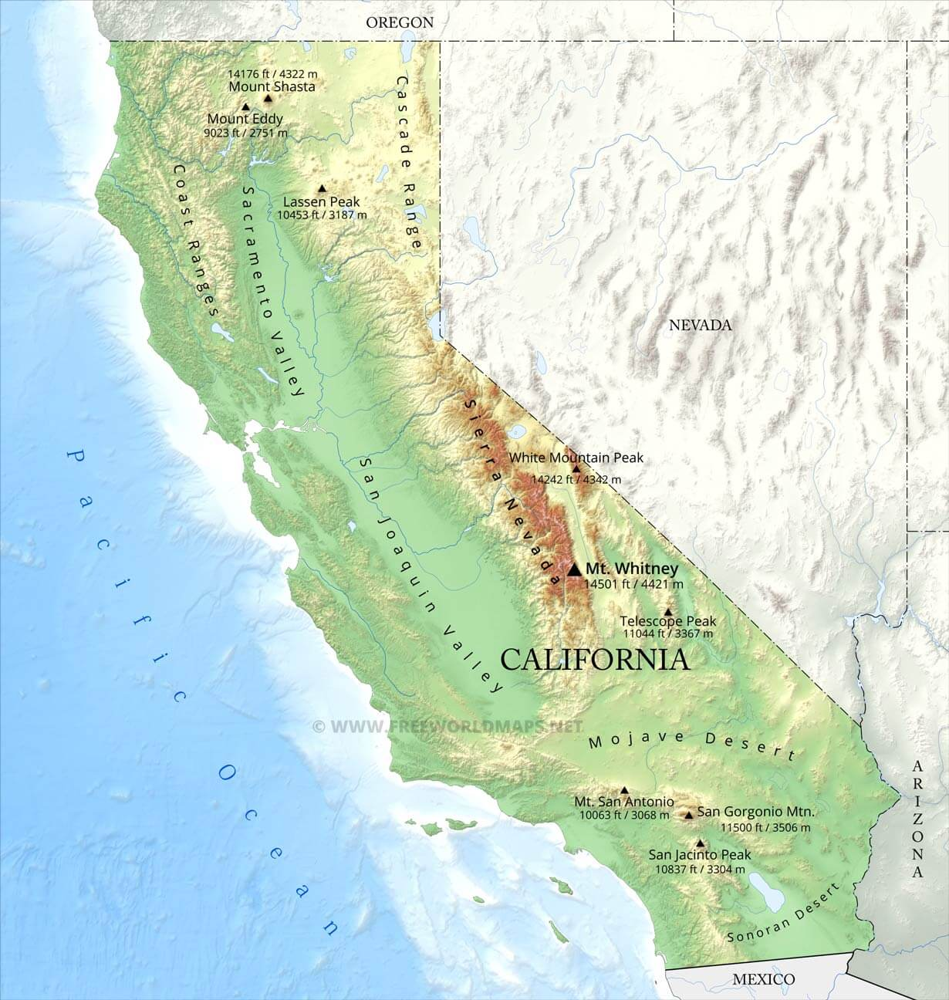 OREGON
14176 ft / 4322 m
Mount Shasta
Mount Eddy
9023 ft / 2751 m
Cascade Range
Coast Ranges
Sacramento Valley
Lassen Peak
10453 ft / 3187 m
NEVADA
Sierra Nevada
White Mountain Peak
14242 ft / 4342 m
Pacific Ocean
San Joaquin Valley
Mt. Whitney
14501 ft / 4421 m
Telescope Peak
11044 ft / 3367 m
CALIFORNIA
© WWW.FREEWORLDMAPS.NET
Mojave Desert
ARIZONA
Mt. San Antonio
10063 ft / 3068 m
San Gorgonio Mtn.
11500 ft / 3506 m
San Jacinto Peak
10837 ft / 3304 m
Sonoran Desert
MEXICO